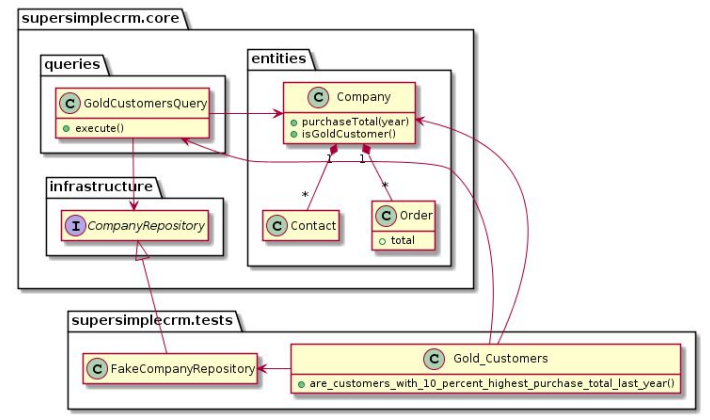 supersimplecrm.core
queries
C GoldCustomersQuery
execute()
entities
C Company
purchaseTotal(year)
isGoldCustomer()
1
1
*
*
C Contact
C Order
total
infrastructure
I CompanyRepository
supersimplecrm.tests
C FakeCompanyRepository
C Gold_Customers
are_customers_with_10_percent_highest_purchase_total_last_year()